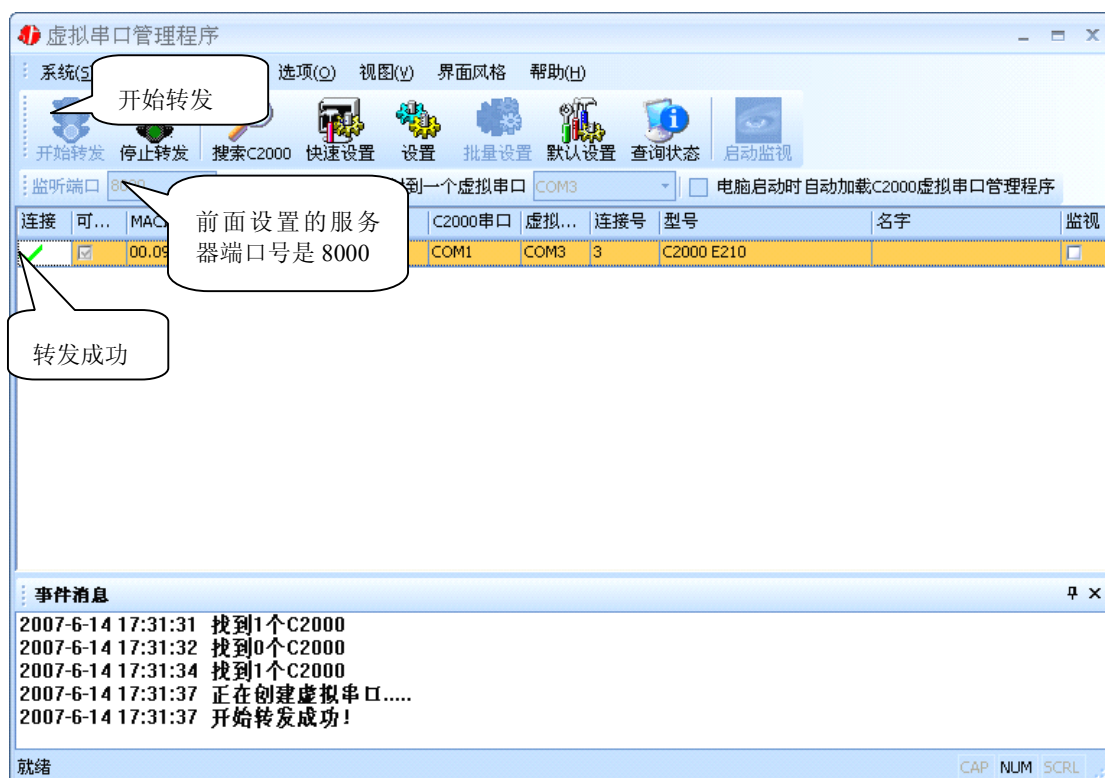 虚拟串口管理程序
系统(S 选项(O) 视图(V) 界面风格 帮助(H)
开始转发
开始转发 停止转发 搜索C2000 快速设置 设置 批量设置 默认设置 查询状态 启动监视
监听端口 8000 到一个虚拟串口 COM3 电脑启动时自动加载C2000虚拟串口管理程序
前面设置的服务
器端口号是 8000
连接 可... MAC C2000串口 虚拟... 连接号 型号 名字 监视
00.09 COM1 COM3 3 C2000 E210
转发成功
事件消息
2007-6-14 17:31:31 找到1个C2000
2007-6-14 17:31:32 找到0个C2000
2007-6-14 17:31:34 找到1个C2000
2007-6-14 17:31:37 正在创建虚拟串口.....
2007-6-14 17:31:37 开始转发成功!
就绪 CAP NUM SCRL